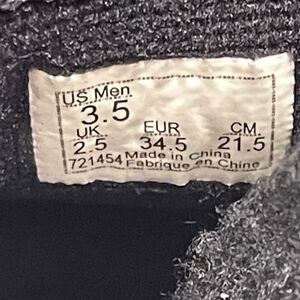 US Men
3.5
UK EUR CM
2.5 34.5 21.5
721454 Made in China
Fabriqué en Chine